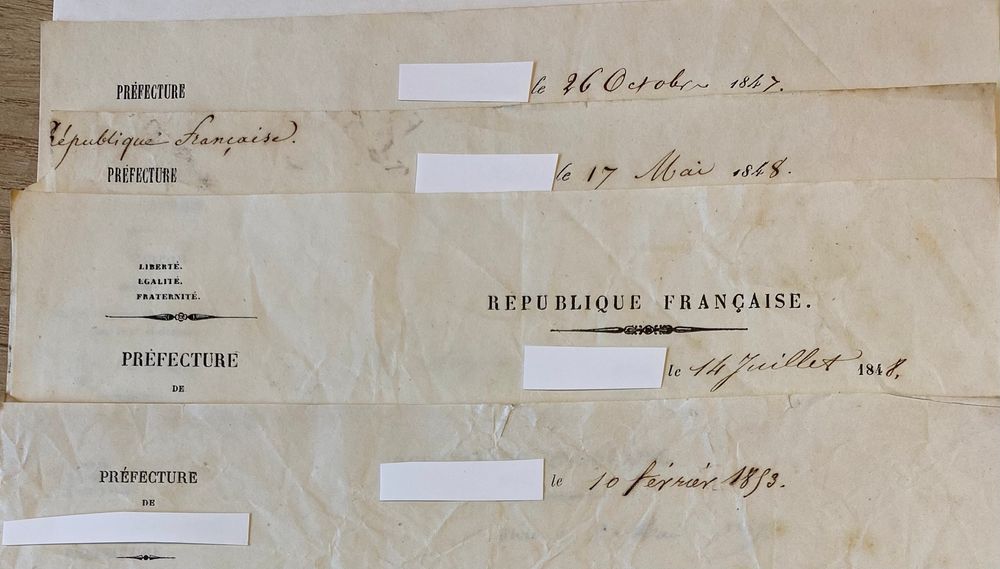 PRÉFECTURE le 26 Octobre 1847.
République Française.
PRÉFECTURE le 17 Mai 1848.
LIBERTÉ.
ÉGALITÉ.
FRATERNITÉ.
REPUBLIQUE FRANÇAISE.
PRÉFECTURE
DE
le 14 Juillet 1848.
PRÉFECTURE
DE
le 10 février 1853.